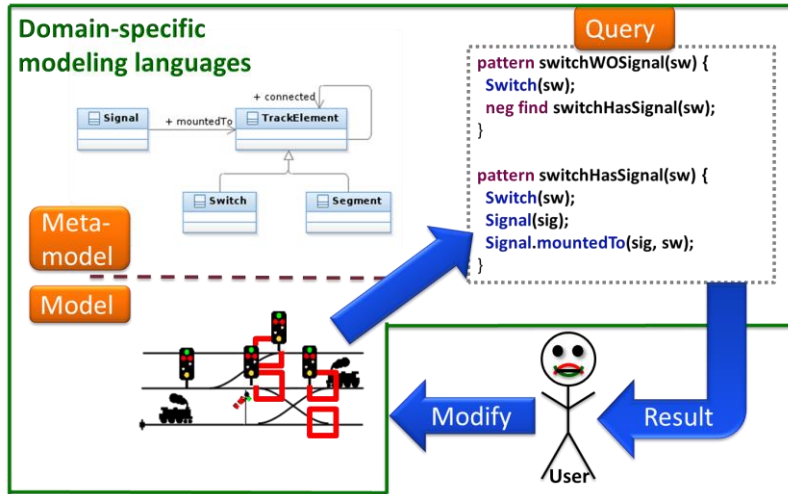 Domain-specific
modeling languages
Query
+ connected
Signal
+ mountedTo
TrackElement
Switch
Segment
Meta-
model
Model
pattern switchWOSignal(sw) {
Switch(sw);
neg find switchHasSignal(sw);
}
pattern switchHasSignal(sw) {
Switch(sw);
Signal(sig);
Signal.mountedTo(sig, sw);
}
Modify
Result
User